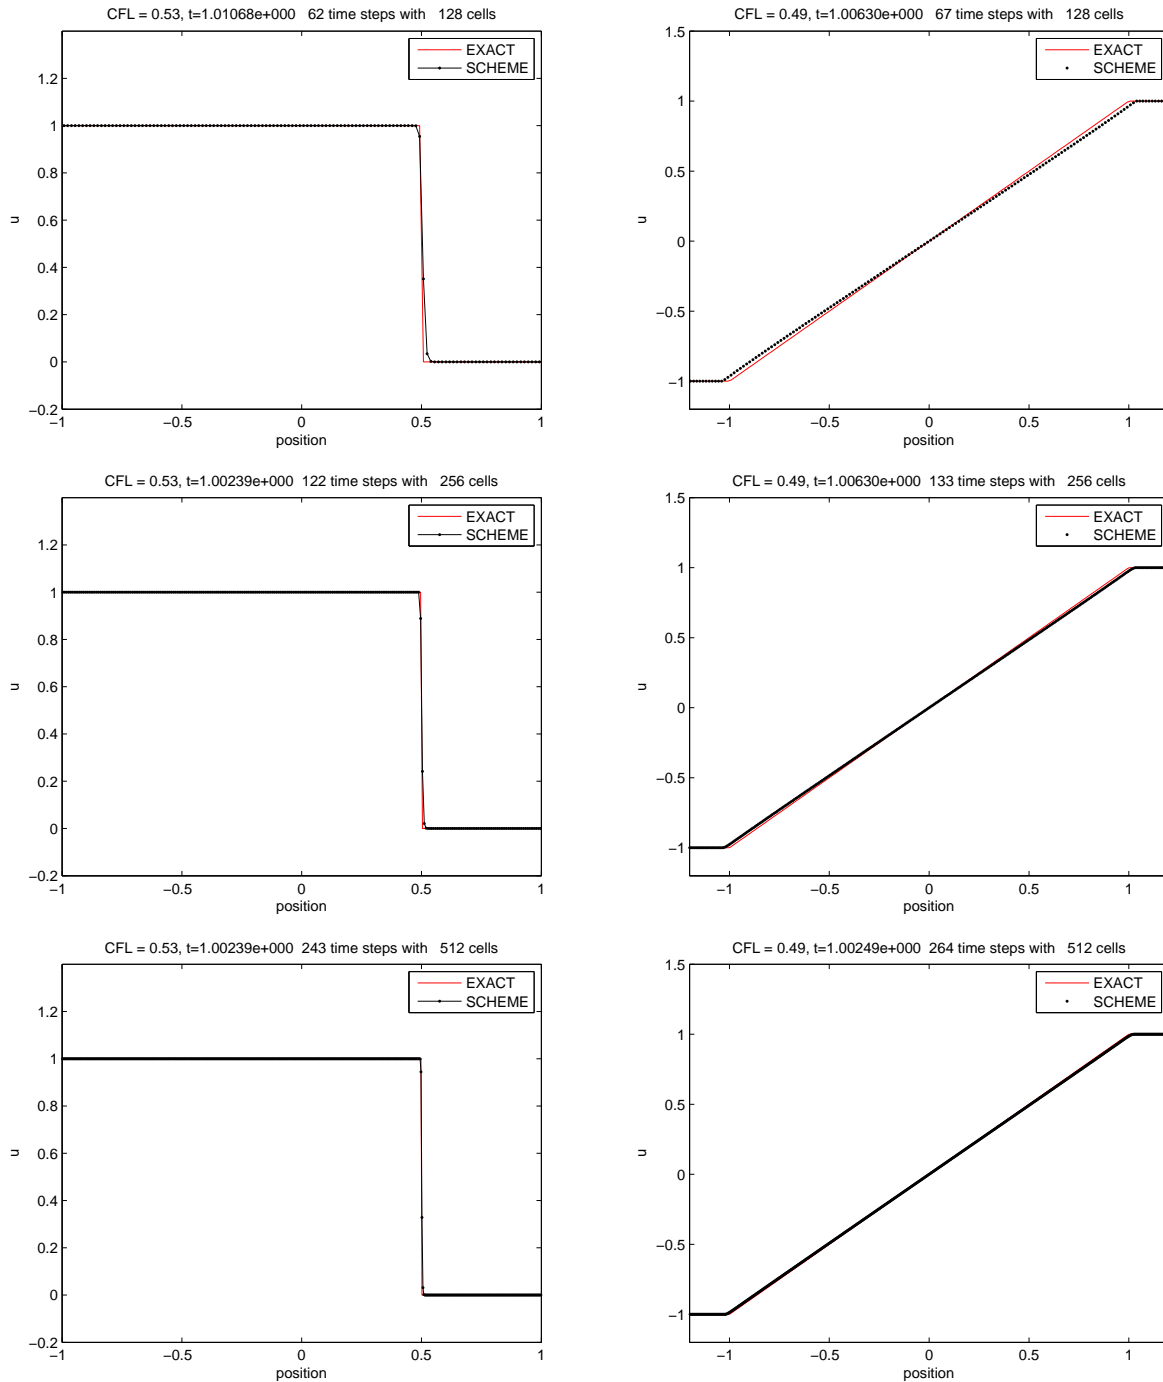 CFL = 0.53, t=1.01068e+000 62 time steps with 128 cells
EXACT
SCHEME
1.2
1
0.8
0.6
0.4
0.2
0
−0.2
−1 −0.5 0 0.5 1
position
u
CFL = 0.49, t=1.00630e+000 67 time steps with 128 cells
EXACT
SCHEME
1.5
1
0.5
0
−0.5
−1
−1 −0.5 0 0.5 1
position
u
CFL = 0.53, t=1.00239e+000 122 time steps with 256 cells
EXACT
SCHEME
1.2
1
0.8
0.6
0.4
0.2
0
−0.2
−1 −0.5 0 0.5 1
position
u
CFL = 0.49, t=1.00630e+000 133 time steps with 256 cells
EXACT
SCHEME
1.5
1
0.5
0
−0.5
−1
−1 −0.5 0 0.5 1
position
u
CFL = 0.53, t=1.00239e+000 243 time steps with 512 cells
EXACT
SCHEME
1.2
1
0.8
0.6
0.4
0.2
0
−0.2
−1 −0.5 0 0.5 1
position
u
CFL = 0.49, t=1.00249e+000 264 time steps with 512 cells
EXACT
SCHEME
1.5
1
0.5
0
−0.5
−1
−1 −0.5 0 0.5 1
position
u